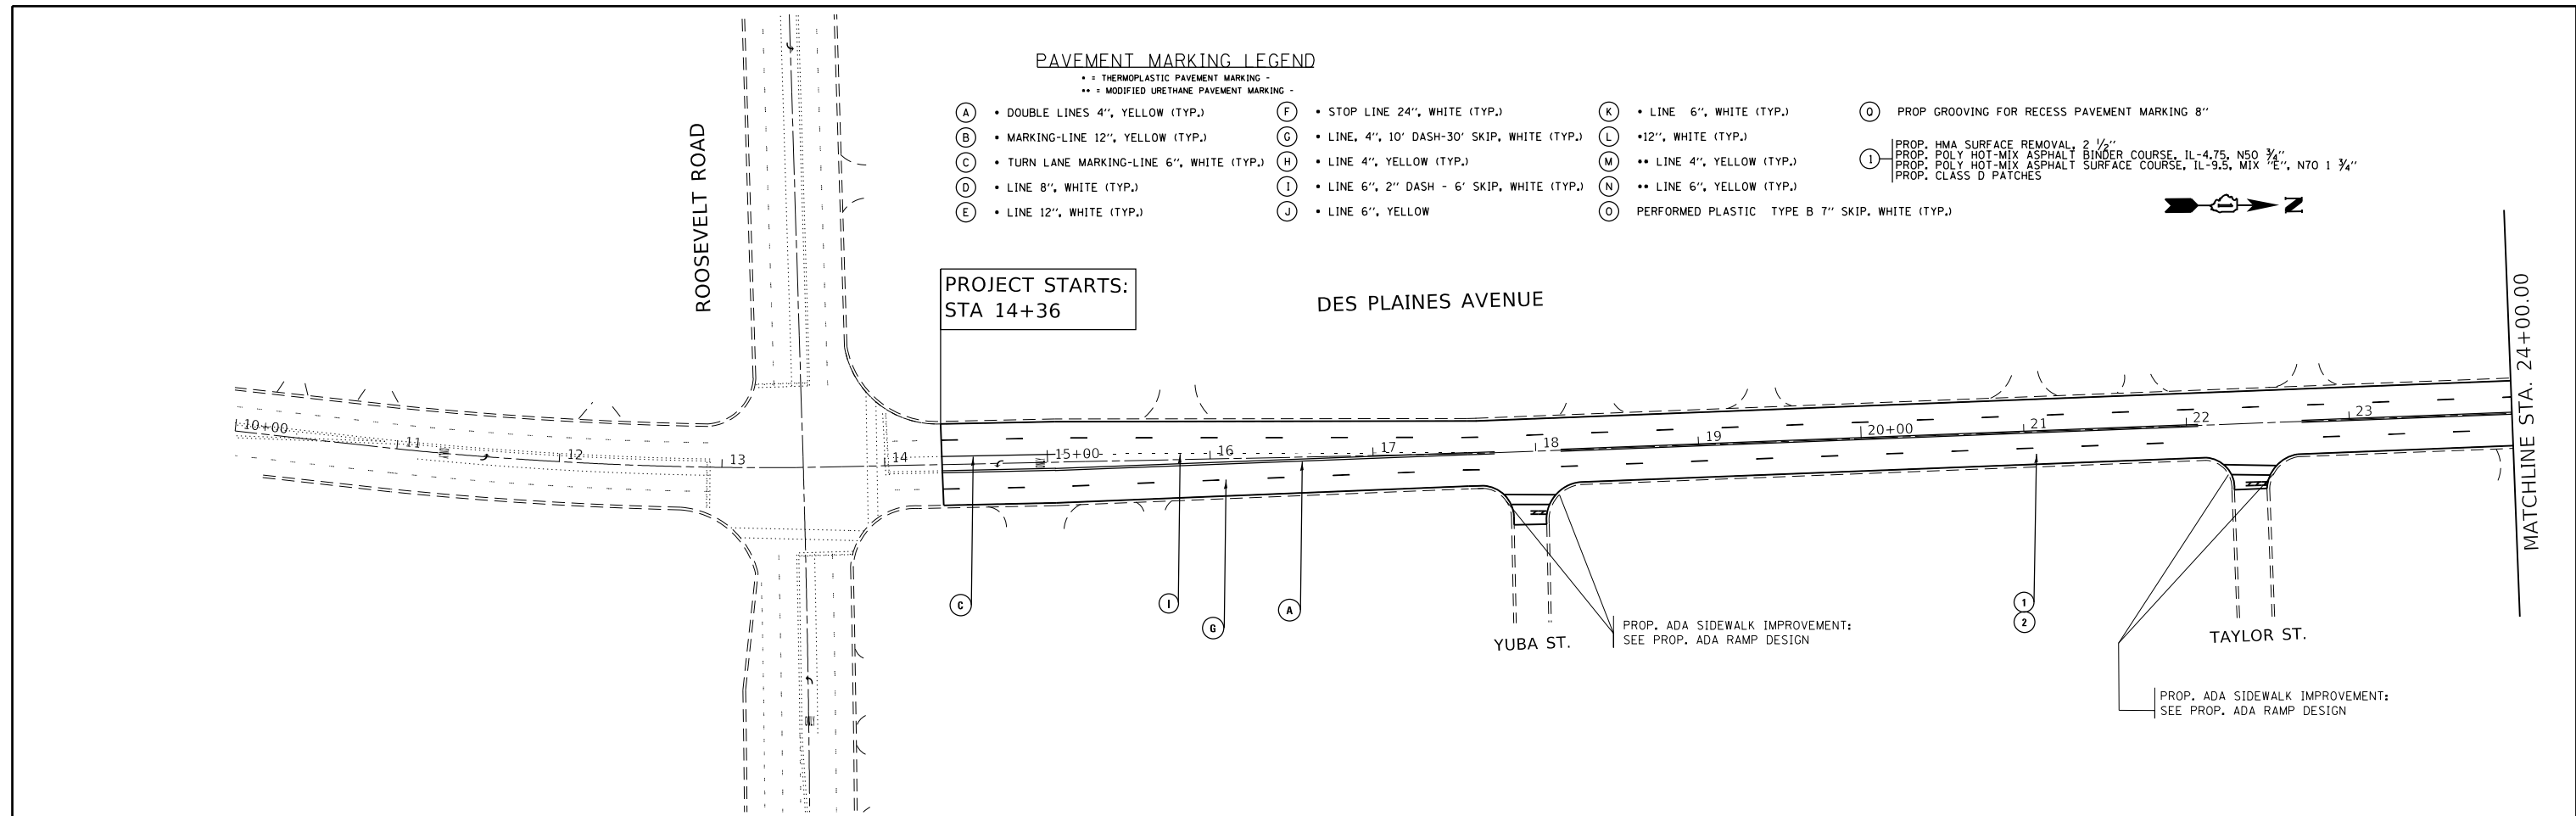 PAVEMENT MARKING LEGEND
• = THERMOPLASTIC PAVEMENT MARKING -
•• = MODIFIED URETHANE PAVEMENT MARKING -
A • DOUBLE LINES 4", YELLOW (TYP.)
B • MARKING-LINE 12", YELLOW (TYP.)
C • TURN LANE MARKING-LINE 6", WHITE (TYP.)
D • LINE 8", WHITE (TYP.)
E • LINE 12", WHITE (TYP.)
F • STOP LINE 24", WHITE (TYP.)
G • LINE, 4", 10' DASH-30' SKIP, WHITE (TYP.)
H • LINE 4", YELLOW (TYP.)
I • LINE 6", 2" DASH - 6' SKIP, WHITE (TYP.)
J • LINE 6", YELLOW
K • LINE 6", WHITE (TYP.)
L •12", WHITE (TYP.)
M •• LINE 4", YELLOW (TYP.)
N •• LINE 6", YELLOW (TYP.)
O PERFORMED PLASTIC TYPE B 7" SKIP, WHITE (TYP.)
Q PROP GROOVING FOR RECESS PAVEMENT MARKING 8"
1
PROP. HMA SURFACE REMOVAL, 2 1/2"
PROP. POLY HOT-MIX ASPHALT BINDER COURSE, IL-4.75, N50 3/4"
PROP. POLY HOT-MIX ASPHALT SURFACE COURSE, IL-9.5, MIX "E", N70 1 3/4"
PROP. CLASS D PATCHES
N
ROOSEVELT ROAD
PROJECT STARTS:
STA 14+36
DES PLAINES AVENUE
MATCHLINE STA. 24+00.00
10+00
11
12
13
14
15+00
16
17
18
19
20+00
21
22
23
C
I
G
A
1
2
YUBA ST.
PROP. ADA SIDEWALK IMPROVEMENT:
SEE PROP. ADA RAMP DESIGN
TAYLOR ST.
PROP. ADA SIDEWALK IMPROVEMENT:
SEE PROP. ADA RAMP DESIGN
ONLY